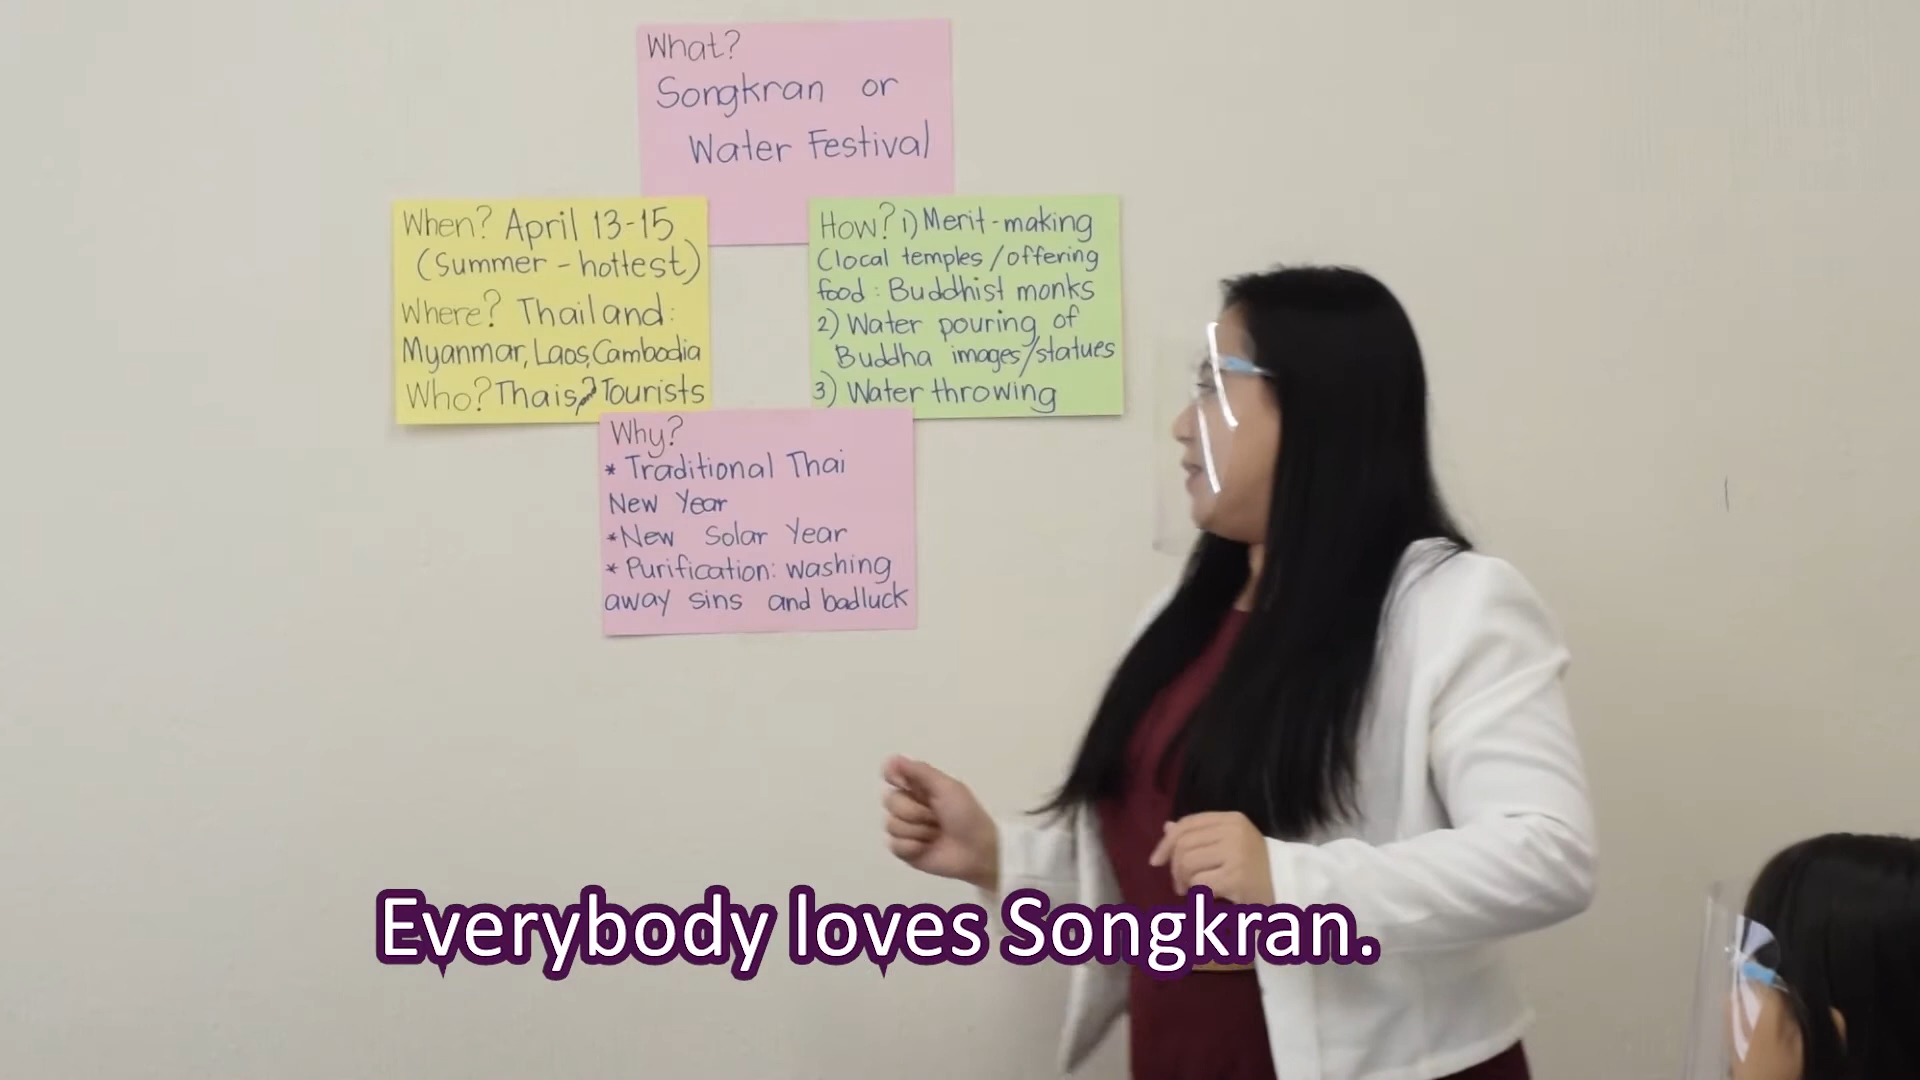 What?
Songkran or
Water Festival
When? April 13-15
(Summer - hottest)
Where? Thailand:
Myanmar, Laos, Cambodia
Who? Thais, and Tourists
How? 1) Merit-making
(local temples/offering
food: Buddhist monks
2) Water pouring of
Buddha images/statues
3) Water throwing
Why?
* Traditional Thai
New Year
*New Solar Year
* Purification: washing
away sins and badluck
Everybody loves Songkran.